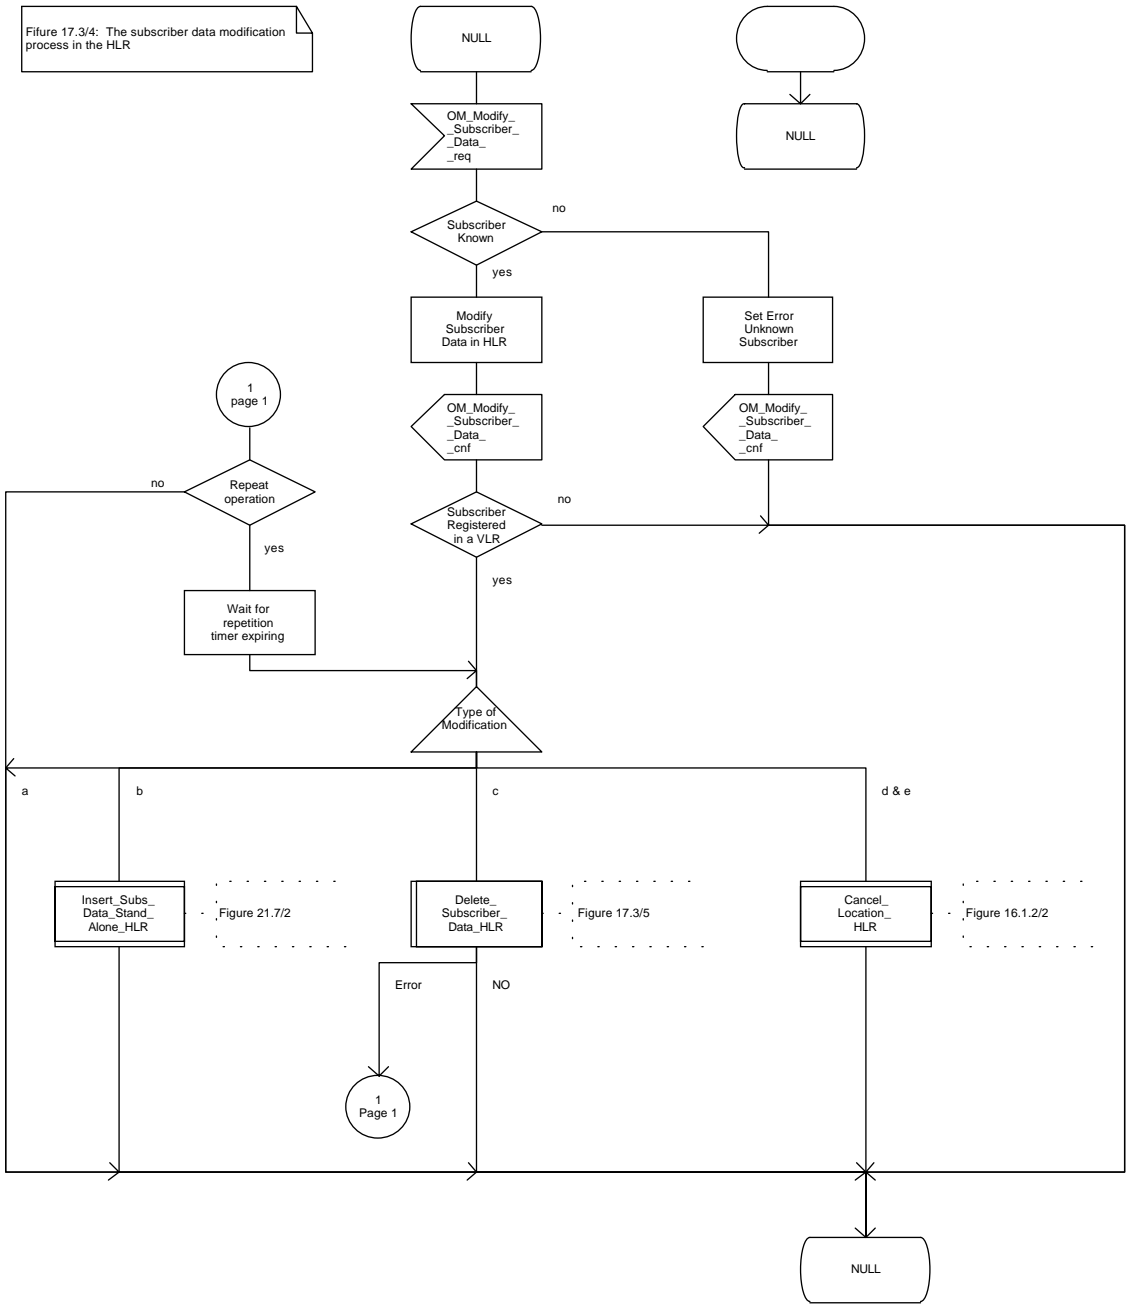 Fifure 17.3/4: The subscriber data modification
process in the HLR
NULL
NULL
OM_Modify_
_Subscriber_
_Data_
_req
Subscriber
Known
no
yes
Modify
Subscriber
Data in HLR
Set Error
Unknown
Subscriber
1
page 1
OM_Modify_
_Subscriber_
_Data_
_cnf
OM_Modify_
_Subscriber_
_Data_
_cnf
no
Repeat
operation
yes
Subscriber
Registered
in a VLR
no
yes
Wait for
repetition
timer expiring
Type of
Modification
a
b
c
d & e
Insert_Subs_
Data_Stand_
Alone_HLR
Figure 21.7/2
Delete_
Subscriber_
Data_HLR
Figure 17.3/5
Cancel_
Location_
HLR
Figure 16.1.2/2
Error
NO
1
Page 1
NULL